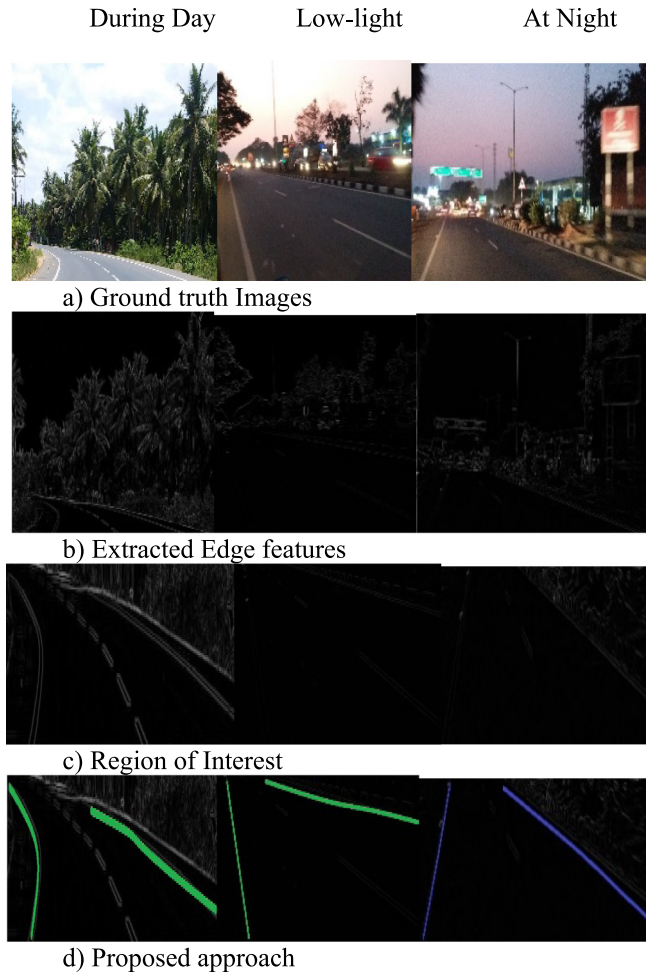 During Day Low-light At Night
a) Ground truth Images
b) Extracted Edge features
c) Region of Interest
d) Proposed approach